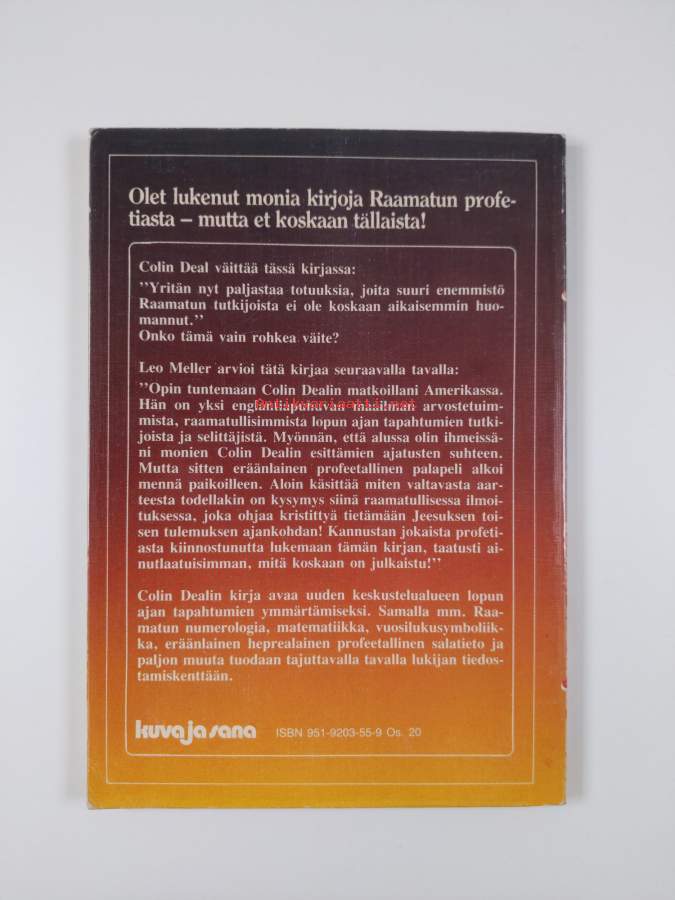 Olet lukenut monia kirjoja Raamatun profe-
tiasta – mutta et koskaan tällaista!
Colin Deal väittää tässä kirjassa:
”Yritän nyt paljastaa totuuksia, joita suuri enemmistö
Raamatun tutkijoista ei ole koskaan aikaisemmin huo-
mannut.”
Onko tämä vain rohkea väite?
Leo Meller arvioi tätä kirjaa seuraavalla tavalla:
”Opin tuntemaan Colin Dealin matkoillani Amerikassa.
Hän on yksi englantiapuhuvan maailman arvostetuim-
antikvariaatti.net
mista, raamatullisimmista lopun ajan tapahtumien tutki-
joista ja selittäjistä. Myönnän, että alussa olin ihmeissä-
ni monien Colin Dealin esittämien ajatusten suhteen.
Mutta sitten eräänlainen profeetallinen palapeli alkoi
mennä paikoilleen. Aloin käsittää miten valtavasta aar-
teesta todellakin on kysymys siinä raamatullisessa ilmoi-
tuksessa, joka ohjaa kristittyä tietämään Jeesuksen toi-
sen tulemuksen ajankohdan! Kannustan jokaista profeti-
asta kiinnostunutta lukemaan tämän kirjan, taatusti ai-
nutlaatuisimman, mitä koskaan on julkaistu!”
Colin Dealin kirja avaa uuden keskustelualueen lopun
ajan tapahtumien ymmärtämiseksi. Samalla mm. Raa-
matun numerologia, matematiikka, vuosilukusymboliik-
ka, eräänlainen heprealainen profeetallinen salatieto ja
paljon muuta tuodaan tajuttavalla tavalla lukijan tiedos-
tamiskenttään.
kuva ja sana
ISBN 951-9203-55-9 Os. 20